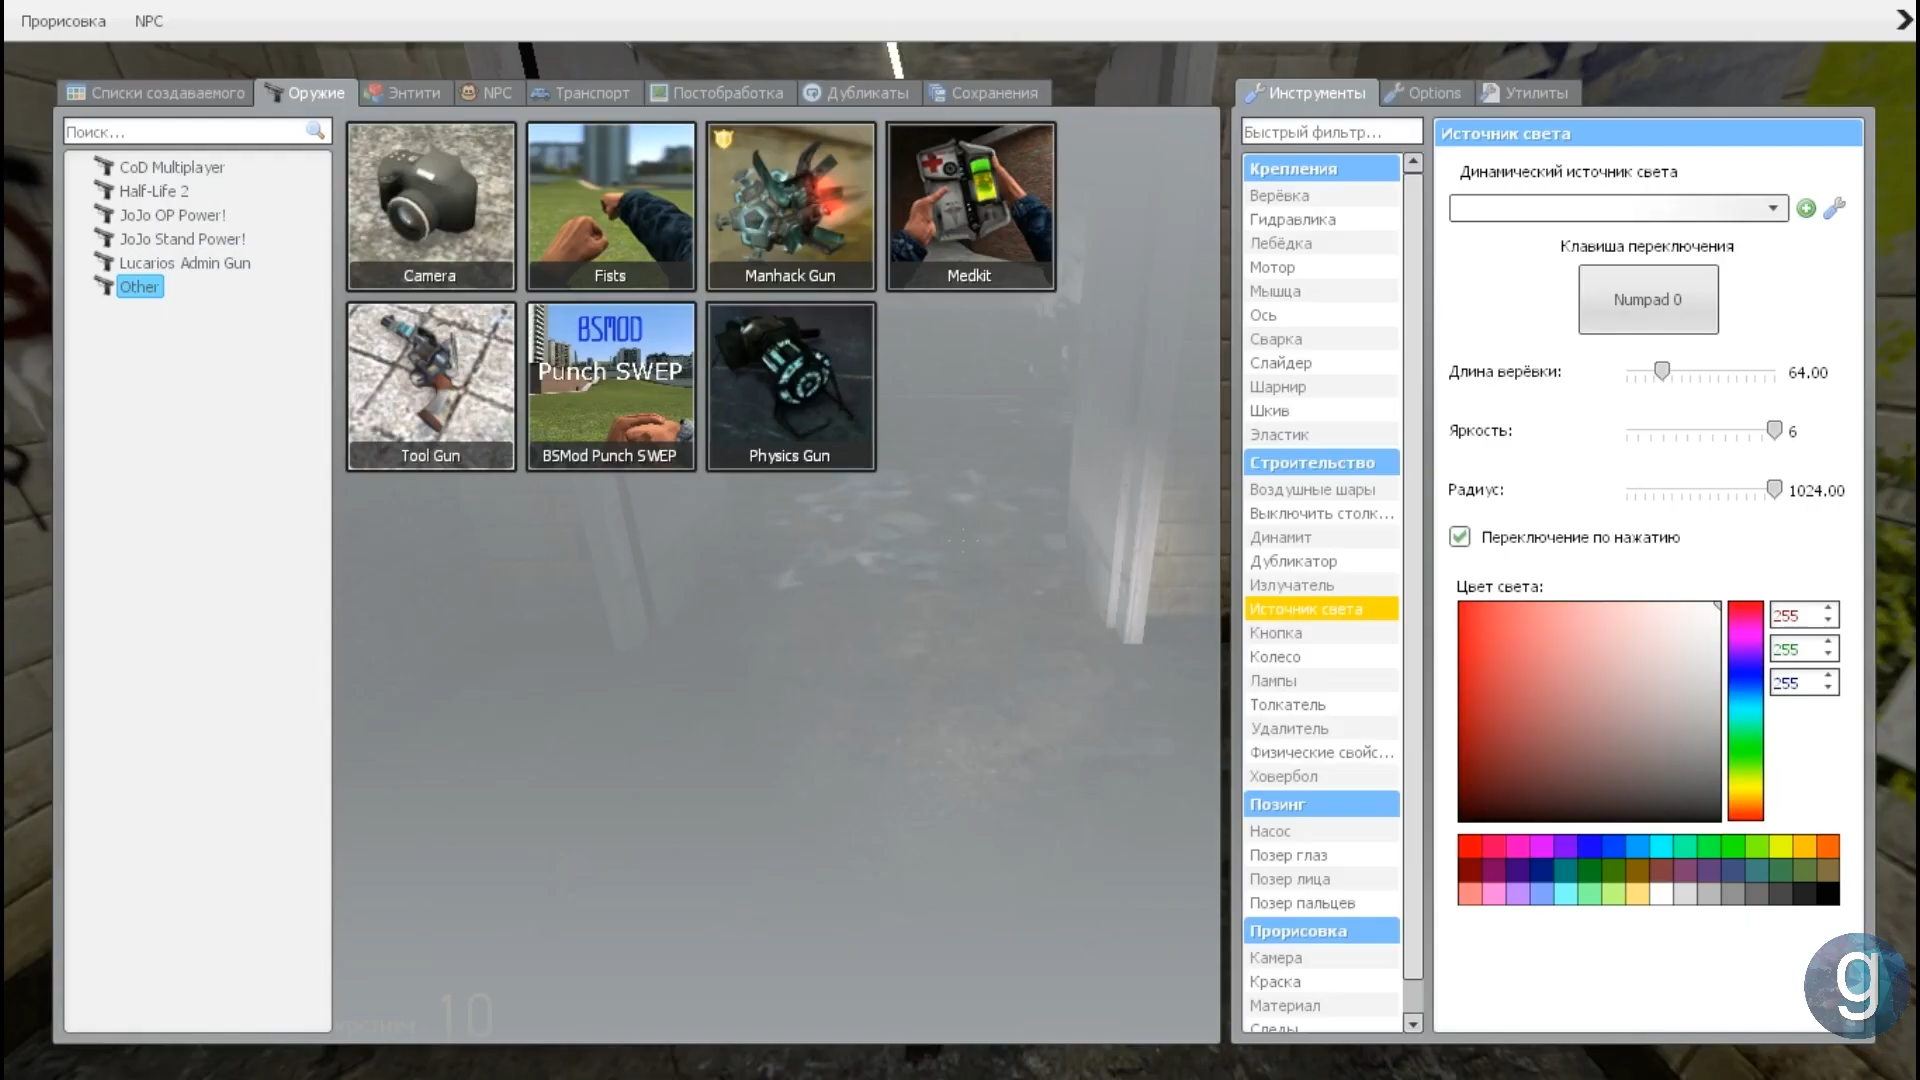 Прорисовка NPC
Списки создаваемого Оружие Энтити NPC Транспорт Постобработка Дубликаты Сохранения
Поиск...
CoD Multiplayer
Half-Life 2
JoJo OP Power!
JoJo Stand Power!
Lucarios Admin Gun
Other
Camera
Fists
Manhack Gun
Medkit
Tool Gun
BSMOD
Punch SWEP
BSMod Punch SWEP
Physics Gun
10
Инструменты Options Утилиты
Быстрый фильтр...
Крепления
Верёвка
Гидравлика
Лебёдка
Мотор
Мышца
Ось
Сварка
Слайдер
Шарнир
Шкив
Эластик
Строительство
Воздушные шары
Выключить столк...
Динамит
Дубликатор
Излучатель
Источник света
Кнопка
Колесо
Лампы
Толкатель
Удалитель
Физические свойс...
Ховербол
Позинг
Насос
Позер глаз
Позер лица
Позер пальцев
Прорисовка
Камера
Краска
Материал
Следы
Источник света
Динамический источник света
Клавиша переключения
Numpad 0
Длина верёвки: 64.00
Яркость: 6
Радиус: 1024.00
Переключение по нажатию
Цвет света:
255
255
255
g